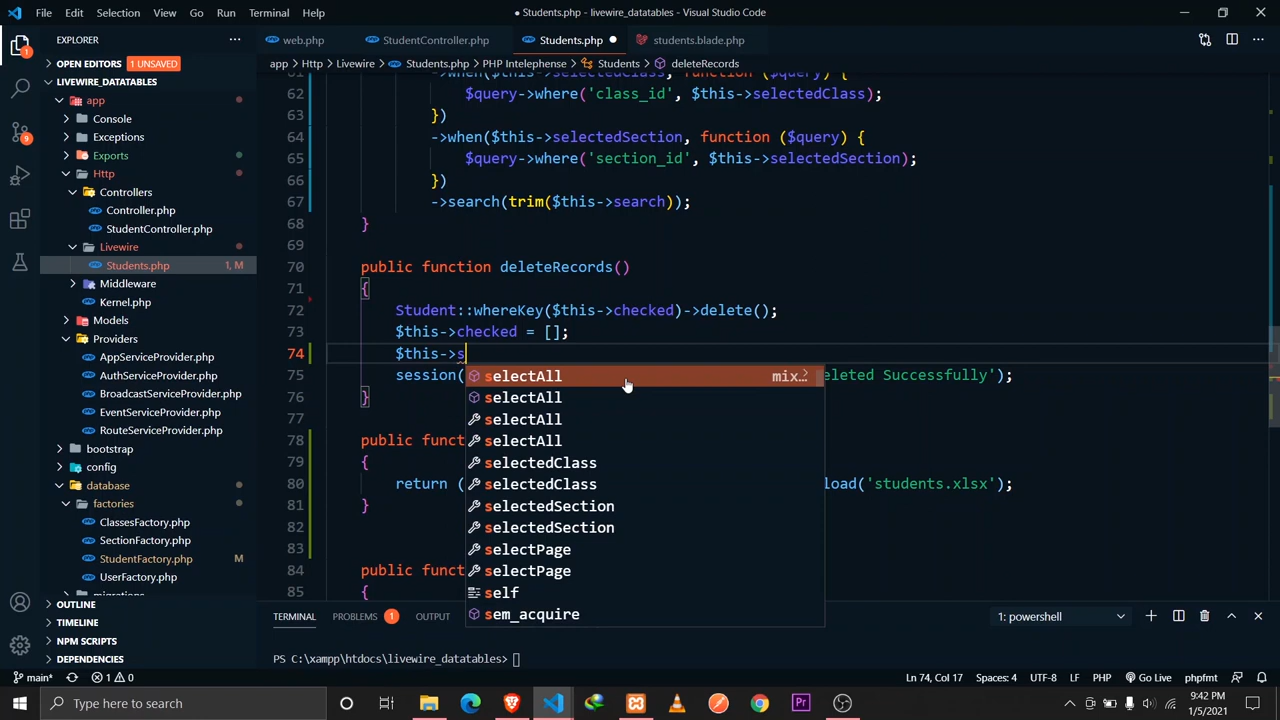 File Edit Selection View Go Run Terminal Help
● Students.php - livewire_datatables - Visual Studio Code
EXPLORER
web.php StudentController.php Students.php students.blade.php
OPEN EDITORS 1 UNSAVED
app > Http > Livewire > Students.php > PHP Intelephense > Students > deleteRecords
LIVEWIRE_DATATABLES
app
Console
Exceptions
Exports
Http
Controllers
Controller.php
StudentController.php
Livewire
Students.php 1, M
Middleware
Kernel.php
Models
Providers
AppServiceProvider.php
AuthServiceProvider.php
BroadcastServiceProvider.php
EventServiceProvider.php
RouteServiceProvider.php
bootstrap
config
database
factories
ClassesFactory.php
SectionFactory.php
StudentFactory.php M
UserFactory.php
migrations
OUTLINE
TIMELINE
NPM SCRIPTS
DEPENDENCIES
61 ->when($this->selectedClass, function ($query) {
62 $query->where('class_id', $this->selectedClass);
63 })
64 ->when($this->selectedSection, function ($query) {
65 $query->where('section_id', $this->selectedSection);
66 })
67 ->search(trim($this->search));
68 }
69
70 public function deleteRecords()
71 {
72 Student::whereKey($this->checked)->delete();
73 $this->checked = [];
74 $this->s
75 session( eleted Successfully');
76 }
77
78 public funct
79 {
80 return ( load('students.xlsx');
81 }
82
83
84 public funct
85 {
selectAll mix…
selectAll
selectAll
selectAll
selectedClass
selectedClass
selectedSection
selectedSection
selectPage
selectPage
self
sem_acquire
TERMINAL PROBLEMS 1 OUTPUT 1: powershell
PS C:\xampp\htdocs\livewire_datatables>
main* 1 0 Ln 74, Col 17 Spaces: 4 UTF-8 LF PHP Go Live phpfmt
Type here to search
9:42 PM
1/5/2021